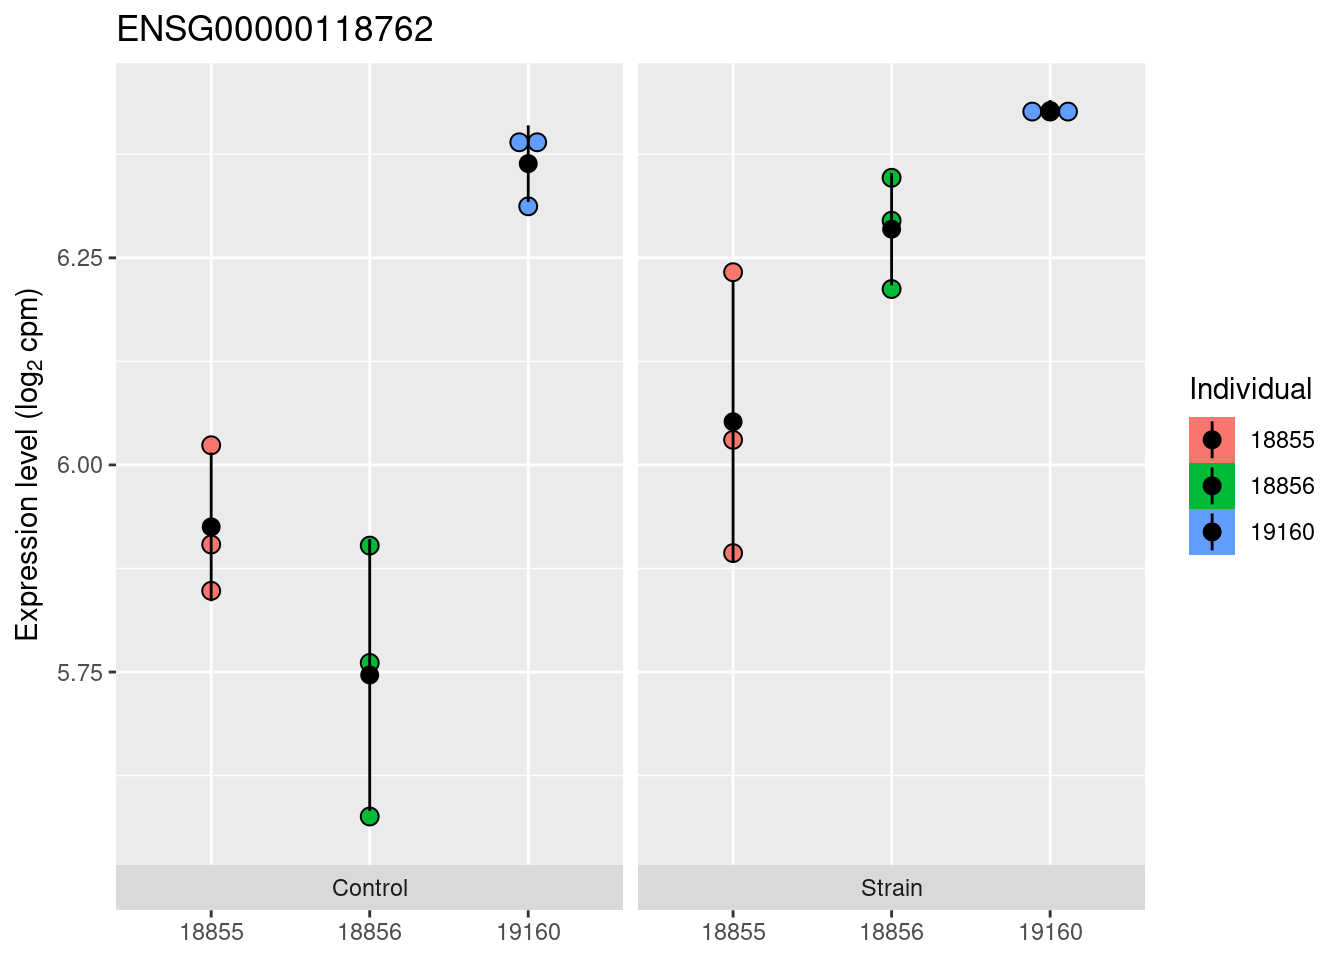 ENSG00000118762
Expression level (log₂ cpm)
6.25
6.00
5.75
Control
Strain
18855
18856
19160
18855
18856
19160
Individual
18855
18856
19160